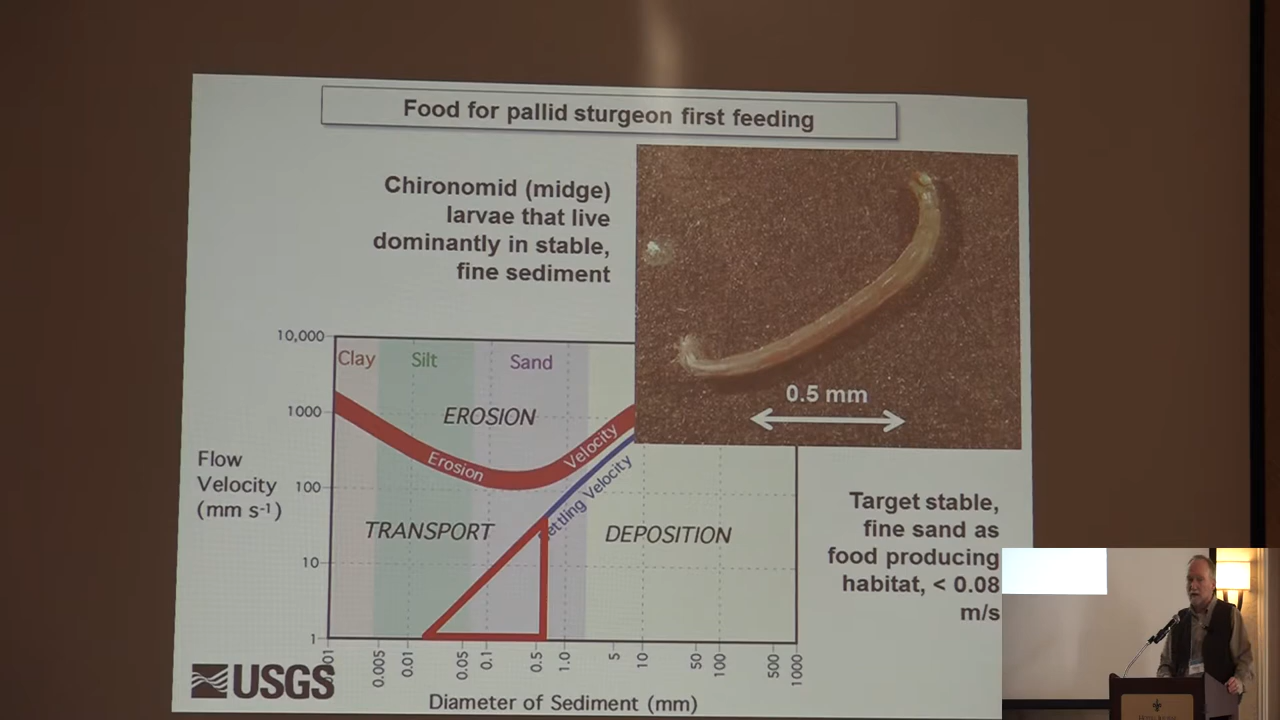 Food for pallid sturgeon first feeding
Chironomid (midge)
larvae that live
dominantly in stable,
fine sediment
0.5 mm
10,000
1000
100
10
1
Clay
Silt
Sand
EROSION
Erosion
Velocity
Settling Velocity
TRANSPORT
DEPOSITION
Flow
Velocity
(mm s-1)
0.005
0.01
0.05
0.1
0.5
1.0
5
10
50
100
500
1000
Diameter of Sediment (mm)
Target stable,
fine sand as
food producing
habitat, < 0.08
m/s
USGS